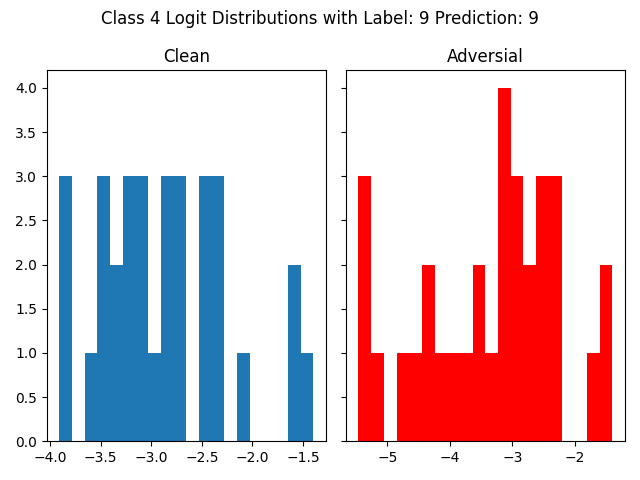 Class 4 Logit Distributions with Label: 9 Prediction: 9
Clean
Adversial
4.0
3.5
3.0
2.5
2.0
1.5
1.0
0.5
0.0
−4.0 −3.5 −3.0 −2.5 −2.0 −1.5
−5 −4 −3 −2